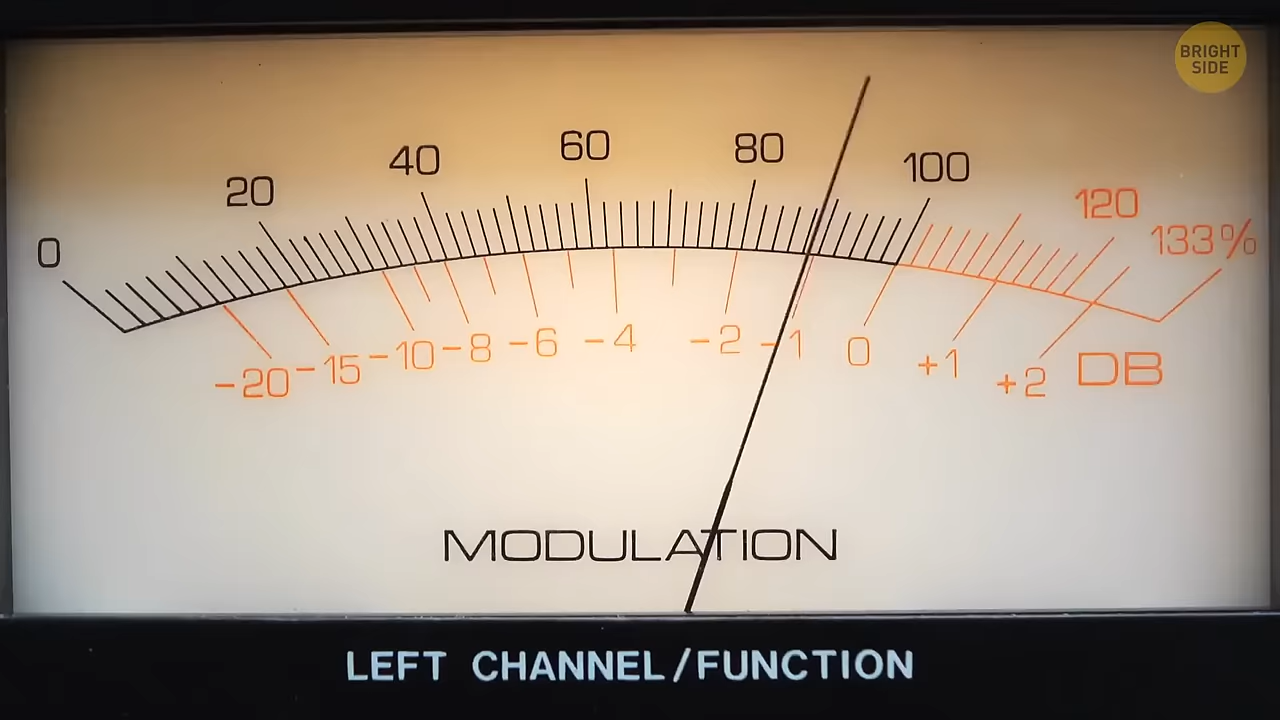 BRIGHT
SIDE
0 20 40 60 80 100 120 133%
-20 -15 -10 -8 -6 -4 -2 -1 0 +1 +2 DB
MODULATION
LEFT CHANNEL/FUNCTION